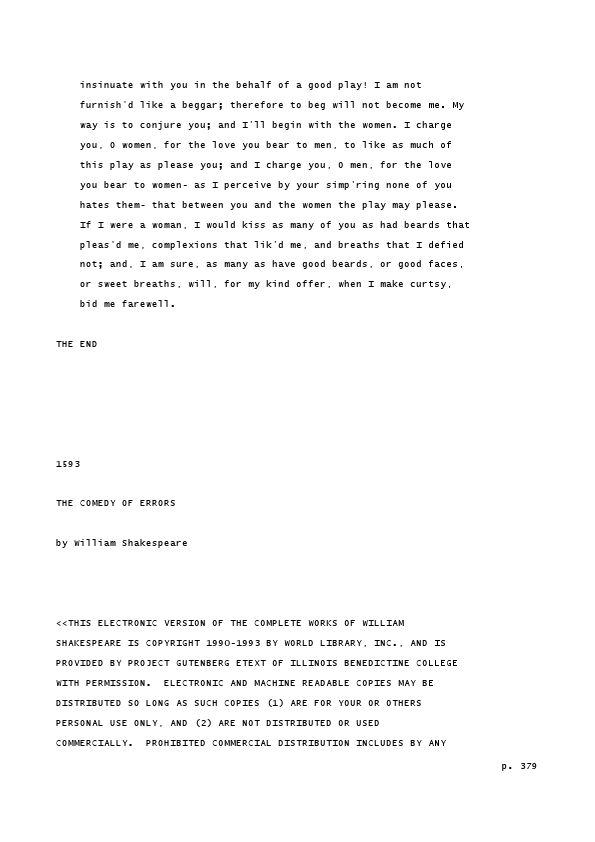 insinuate with you in the behalf of a good play! I am not
furnish'd like a beggar; therefore to beg will not become me. My
way is to conjure you; and I'll begin with the women. I charge
you, O women, for the love you bear to men, to like as much of
this play as please you; and I charge you, O men, for the love
you bear to women- as I perceive by your simp'ring none of you
hates them- that between you and the women the play may please.
If I were a woman, I would kiss as many of you as had beards that
pleas'd me, complexions that lik'd me, and breaths that I defied
not; and, I am sure, as many as have good beards, or good faces,
or sweet breaths, will, for my kind offer, when I make curtsy,
bid me farewell.
THE END
1593
THE COMEDY OF ERRORS
by William Shakespeare
<<THIS ELECTRONIC VERSION OF THE COMPLETE WORKS OF WILLIAM
SHAKESPEARE IS COPYRIGHT 1990-1993 BY WORLD LIBRARY, INC., AND IS
PROVIDED BY PROJECT GUTENBERG ETEXT OF ILLINOIS BENEDICTINE COLLEGE
WITH PERMISSION.  ELECTRONIC AND MACHINE READABLE COPIES MAY BE
DISTRIBUTED SO LONG AS SUCH COPIES (1) ARE FOR YOUR OR OTHERS
PERSONAL USE ONLY, AND (2) ARE NOT DISTRIBUTED OR USED
COMMERCIALLY.  PROHIBITED COMMERCIAL DISTRIBUTION INCLUDES BY ANY
p. 379